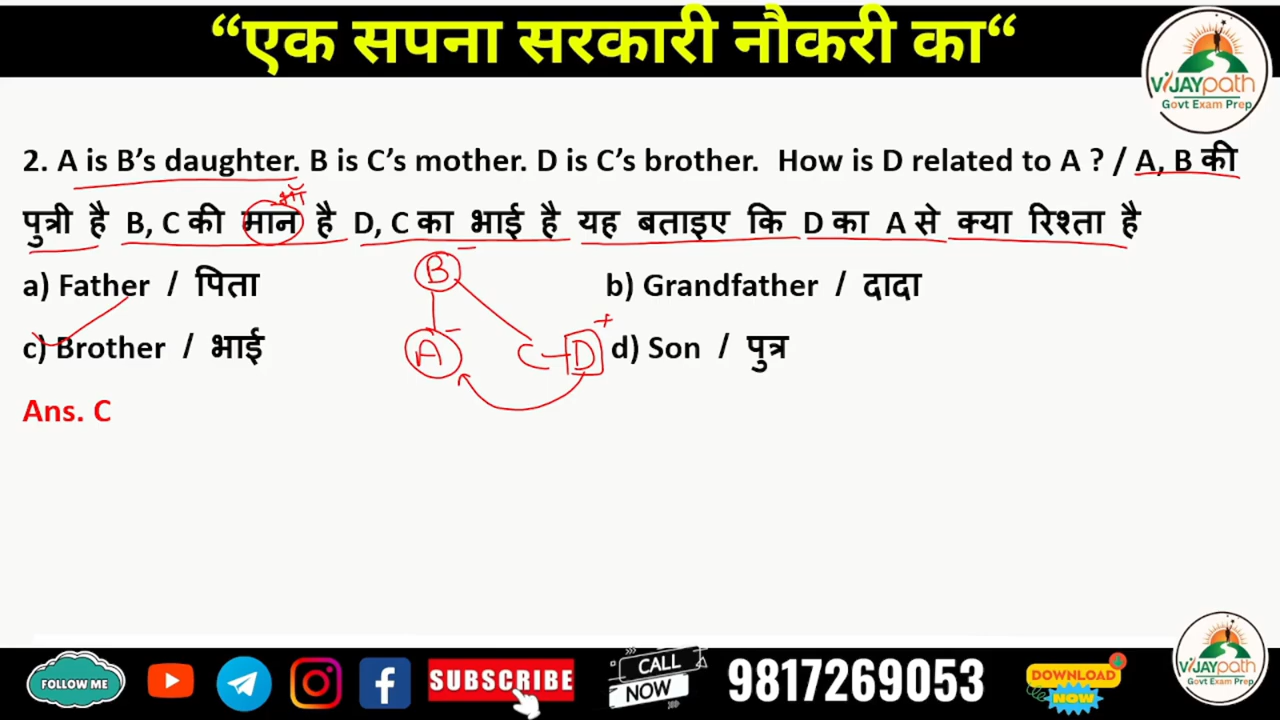 “एक सपना सरकारी नौकरी का“
VIJAYpath
Govt Exam Prep
2. A is B’s daughter. B is C’s mother. D is C’s brother. How is D related to A ? / A, B की
माँ
पुत्री है B, C की मान है D, C का भाई है यह बताइए कि D का A से क्या रिश्ता है
a) Father / पिता
b) Grandfather / दादा
B −
c) Brother / भाई
A − C D +
d) Son / पुत्र
Ans. C
VIJAYpath
Govt Exam Prep
FOLLOW ME
SUBSCRIBE
CALL
NOW
9817269053
DOWNLOAD
NOW